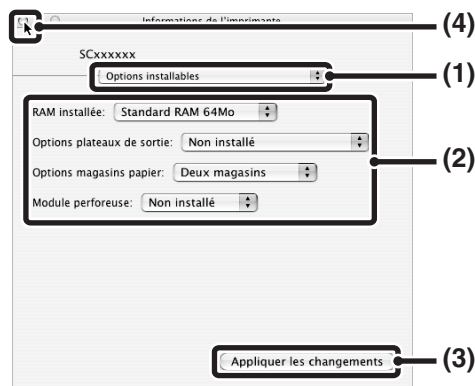 Informations de l'imprimante
(4)
SCxxxxxx
Options installables
(1)
RAM installée: Standard RAM 64Mo
Options plateaux de sortie: Non installé
(2)
Options magasins papier: Deux magasins
Module perforeuse: Non installé
Appliquer les changements
(3)